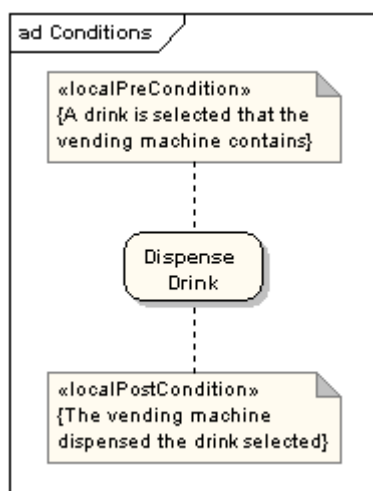 ad Conditions
«localPreCondition»
{A drink is selected that the
vending machine contains}
Dispense
Drink
«localPostCondition»
{The vending machine
dispensed the drink selected}